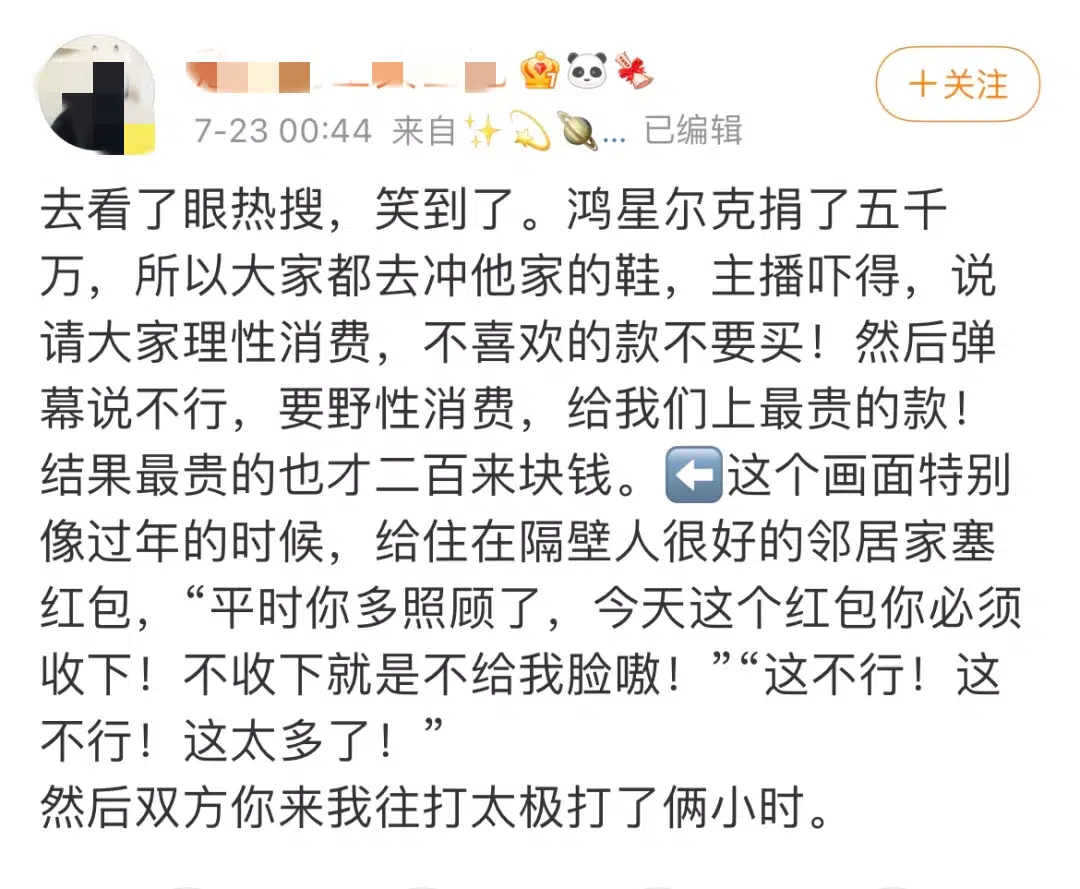 +关注
7-23 00:44 来自✨💫🪐... 已编辑
去看了眼热搜，笑到了。鸿星尔克捐了五千
万，所以大家都去冲他家的鞋，主播吓得，说
请大家理性消费，不喜欢的款不要买！然后弹
幕说不行，要野性消费，给我们上最贵的款！
结果最贵的也才二百来块钱。⬅️这个画面特别
像过年的时候，给住在隔壁人很好的邻居家塞
红包，“平时你多照顾了，今天这个红包你必须
收下！不收下就是不给我脸嗷！”“这不行！这
不行！这太多了！”
然后双方你来我往打太极打了俩小时。